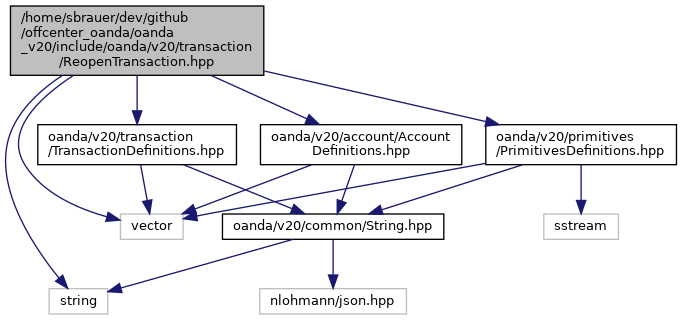 /home/sbrauer/dev/github
/offcenter_oanda/oanda
_v20/include/oanda/v20/transaction
/ReopenTransaction.hpp
oanda/v20/transaction
/TransactionDefinitions.hpp
oanda/v20/account/Account
Definitions.hpp
oanda/v20/primitives
/PrimitivesDefinitions.hpp
vector
oanda/v20/common/String.hpp
sstream
string
nlohmann/json.hpp